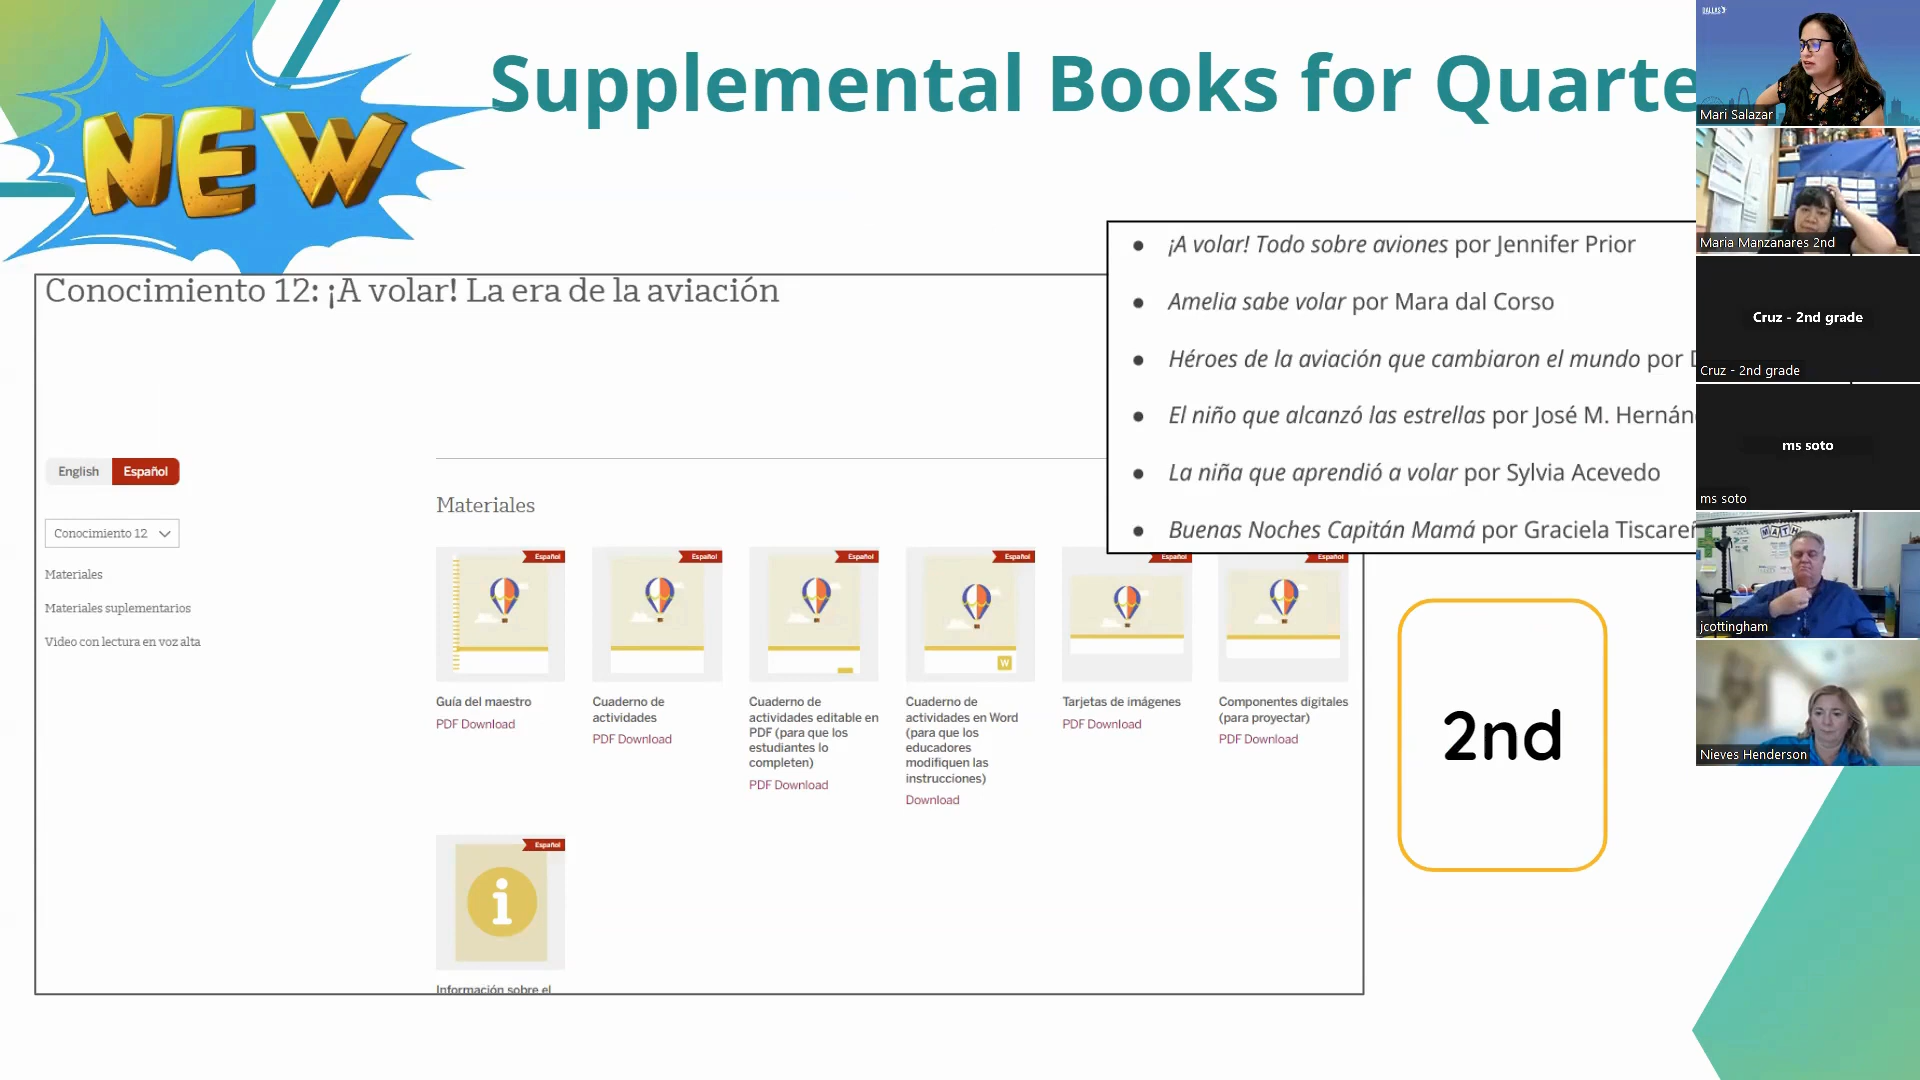 NEW
Supplemental Books for Quarte
Conocimiento 12: ¡A volar! La era de la aviación
• ¡A volar! Todo sobre aviones por Jennifer Prior
• Amelia sabe volar por Mara dal Corso
• Héroes de la aviación que cambiaron el mundo por
• El niño que alcanzó las estrellas por José M. Hernán
• La niña que aprendió a volar por Sylvia Acevedo
• Buenas Noches Capitán Mamá por Graciela Tiscareñ
English Español
Conocimiento 12
Materiales
Materiales suplementarios
Video con lectura en voz alta
Materiales
Español
Español
Español
Español
Español
Español
Guía del maestro
PDF Download
Cuaderno de
actividades
PDF Download
Cuaderno de
actividades editable en
PDF (para que los
estudiantes lo
completen)
PDF Download
W
Cuaderno de
actividades en Word
(para que los
educadores
modifiquen las
instrucciones)
Download
Tarjetas de imágenes
PDF Download
Componentes digitales
(para proyectar)
PDF Download
Español
i
Información sobre el
2nd
DALLAS
Mari Salazar
Maria Manzanares 2nd
Cruz - 2nd grade
Cruz - 2nd grade
ms soto
ms soto
MATH
jcottingham
Nieves Henderson